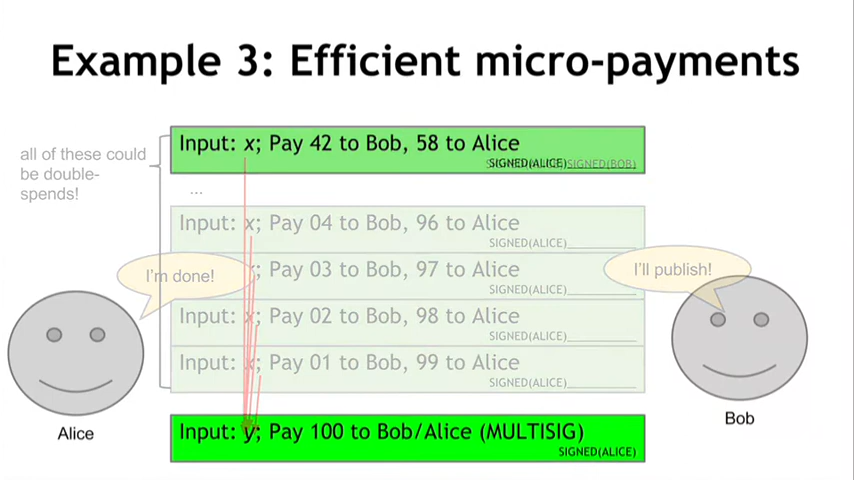 Example 3: Efficient micro-payments
all of these could
be double-
spends!
Input: x; Pay 42 to Bob, 58 to Alice
SIGNED(ALICE) SIGNED(BOB)
...
Input: x; Pay 04 to Bob, 96 to Alice
SIGNED(ALICE)____________
I'm done!
Input: x; Pay 03 to Bob, 97 to Alice
SIGNED(ALICE)____________
I'll publish!
Input: x; Pay 02 to Bob, 98 to Alice
SIGNED(ALICE)____________
Input: x; Pay 01 to Bob, 99 to Alice
SIGNED(ALICE)____________
Alice
Bob
Input: y; Pay 100 to Bob/Alice (MULTISIG)
SIGNED(ALICE)